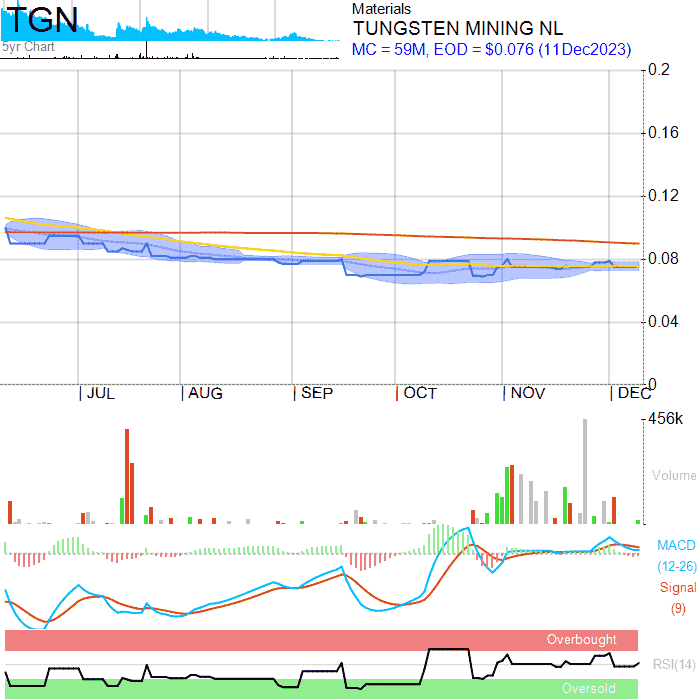 TGN
5yr Chart
Materials
TUNGSTEN MINING NL
MC = 59M, EOD = $0.076 (11Dec2023)
0.2
0.16
0.12
0.08
0.04
0
JUL
AUG
SEP
OCT
NOV
DEC
456k
Volume
MACD
(12-26)
Signal
(9)
Overbought
RSI(14)
Oversold